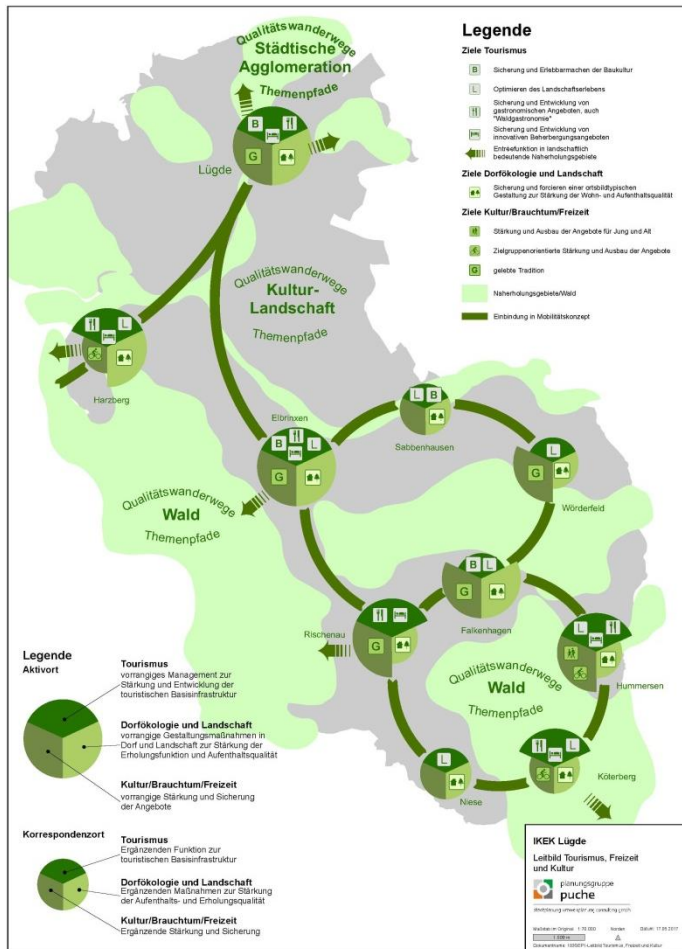 Qualitätswanderwege
Städtische
Agglomeration
Themenpfade
B
G
Lügde
Qualitätswanderwege
Kultur-
Landschaft
Themenpfade
L
Harzberg
Elbrinxen
B
L
G
L B
Sabbenhausen
L
G
Wörderfeld
Qualitätswanderwege
Wald
Themenpfade
B L
G
Falkenhagen
Rischenau
G
L
Hummersen
Qualitätswanderwege
Wald
Themenpfade
L
Niese
L
Köterberg
Legende
Ziele Tourismus
B Sicherung und Erlebbarmachen der Baukultur
L Optimieren des Landschaftserlebens
Sicherung und Entwicklung von
gastronomischen Angeboten, auch
"Waldgastronomie"
Sicherung und Entwicklung von
innovativen Beherbergungsangeboten
Entreefunktion in landschaftlich
bedeutende Naherholungsgebiete
Ziele Dorfökologie und Landschaft
Sicherung und forcieren einer ortsbildtypischen
Gestaltung zur Stärkung der Wohn- und Aufenthaltsqualität
Ziele Kultur/Brauchtum/Freizeit
Stärkung und Ausbau der Angebote für Jung und Alt
Zielgruppenorientierte Stärkung und Ausbau der Angebote
G gelebte Tradition
Naherholungsgebiete/Wald
Einbindung in Mobilitätskonzept
Legende
Aktivort
Tourismus
vorrangiges Management zur
Stärkung und Entwicklung der
touristischen Basisinfrastruktur
Dorfökologie und Landschaft
vorrangige Gestaltungsmaßnahmen in
Dorf und Landschaft zur Stärkung der
Erholungsfunktion und Aufenthaltsqualität
Kultur/Brauchtum/Freizeit
vorrangige Stärkung und Sicherung
der Angebote
Korrespondenzort
Tourismus
Ergänzenden Funktion zur
touristischen Basisinfrastruktur
Dorfökologie und Landschaft
Ergänzenden Maßnahmen zur Stärkung
der Aufenthalts- und Erholungsqualität
Kultur/Brauchtum/Freizeit
Ergänzende Stärkung und Sicherung
IKEK Lügde
Leitbild Tourismus, Freizeit
und Kultur
planungsgruppe
puche